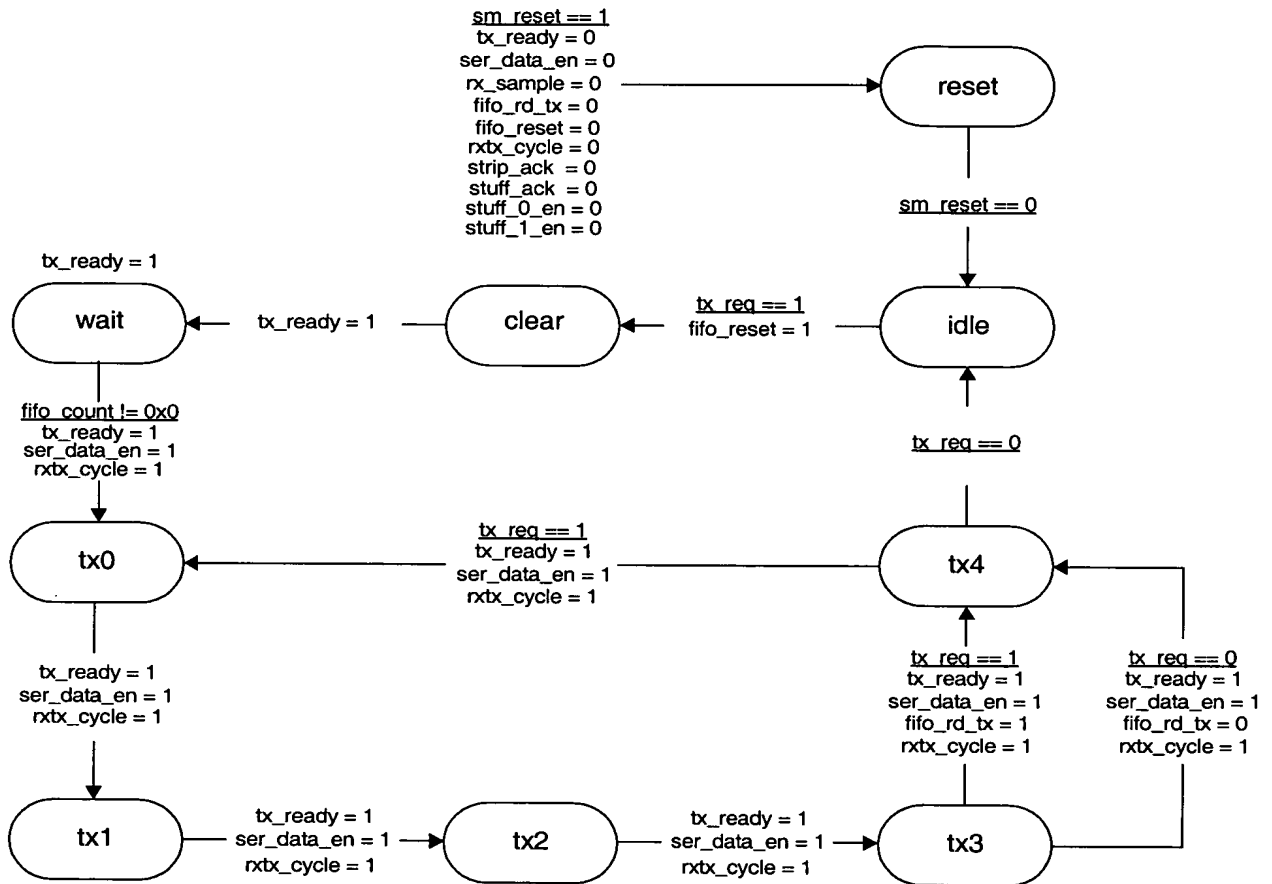 sm_reset == 1
tx_ready = 0
ser_data_en = 0
rx_sample = 0
fifo_rd_tx = 0
fifo_reset = 0
rxtx_cycle = 0
strip_ack = 0
stuff_ack = 0
stuff_0_en = 0
stuff_1_en = 0
reset
sm_reset == 0
tx_ready = 1
wait
tx_ready = 1
clear
tx_req == 1
fifo_reset = 1
idle
fifo_count != 0x0
tx_ready = 1
ser_data_en = 1
rxtx_cycle = 1
tx_req == 0
tx0
tx_req == 1
tx_ready = 1
ser_data_en = 1
rxtx_cycle = 1
tx4
tx_ready = 1
ser_data_en = 1
rxtx_cycle = 1
tx_req == 1
tx_ready = 1
ser_data_en = 1
fifo_rd_tx = 1
rxtx_cycle = 1
tx_req == 0
tx_ready = 1
ser_data_en = 1
fifo_rd_tx = 0
rxtx_cycle = 1
tx1
tx_ready = 1
ser_data_en = 1
rxtx_cycle = 1
tx2
tx_ready = 1
ser_data_en = 1
rxtx_cycle = 1
tx3